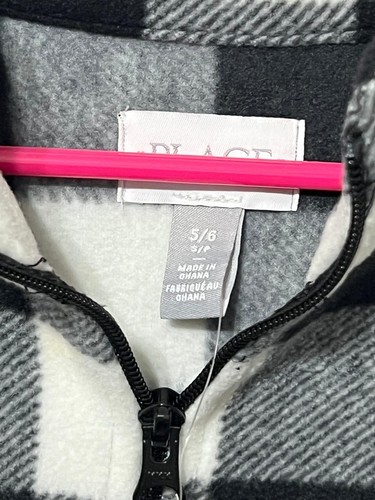 PLACE
5/6
S/P
MADE IN
GHANA
FABRIQUÉ AU
GHANA